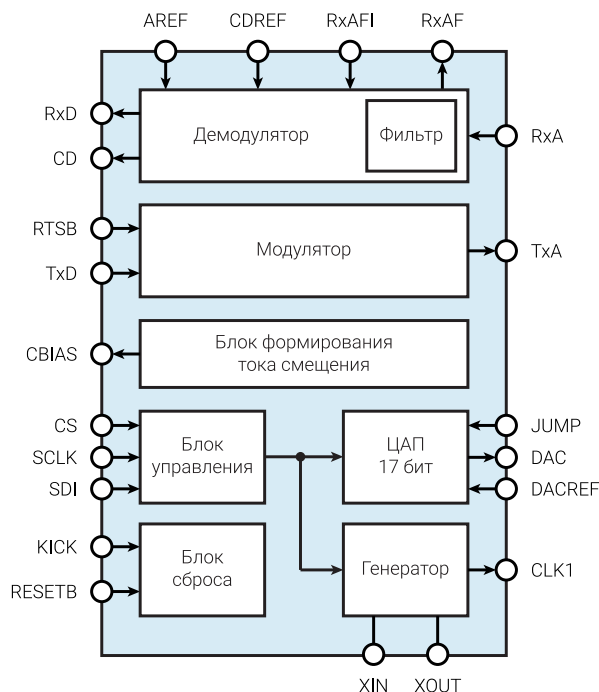 AREF CDREF RxAFI RxAF
RxD
CD
Демодулятор
Фильтр
RxA
RTSB
TxD
Модулятор
TxA
CBIAS
Блок формирования
тока смещения
CS
SCLK
SDI
Блок
управления
ЦАП
17 бит
JUMP
DAC
DACREF
KICK
RESETB
Блок
сброса
Генератор
CLK1
XIN XOUT